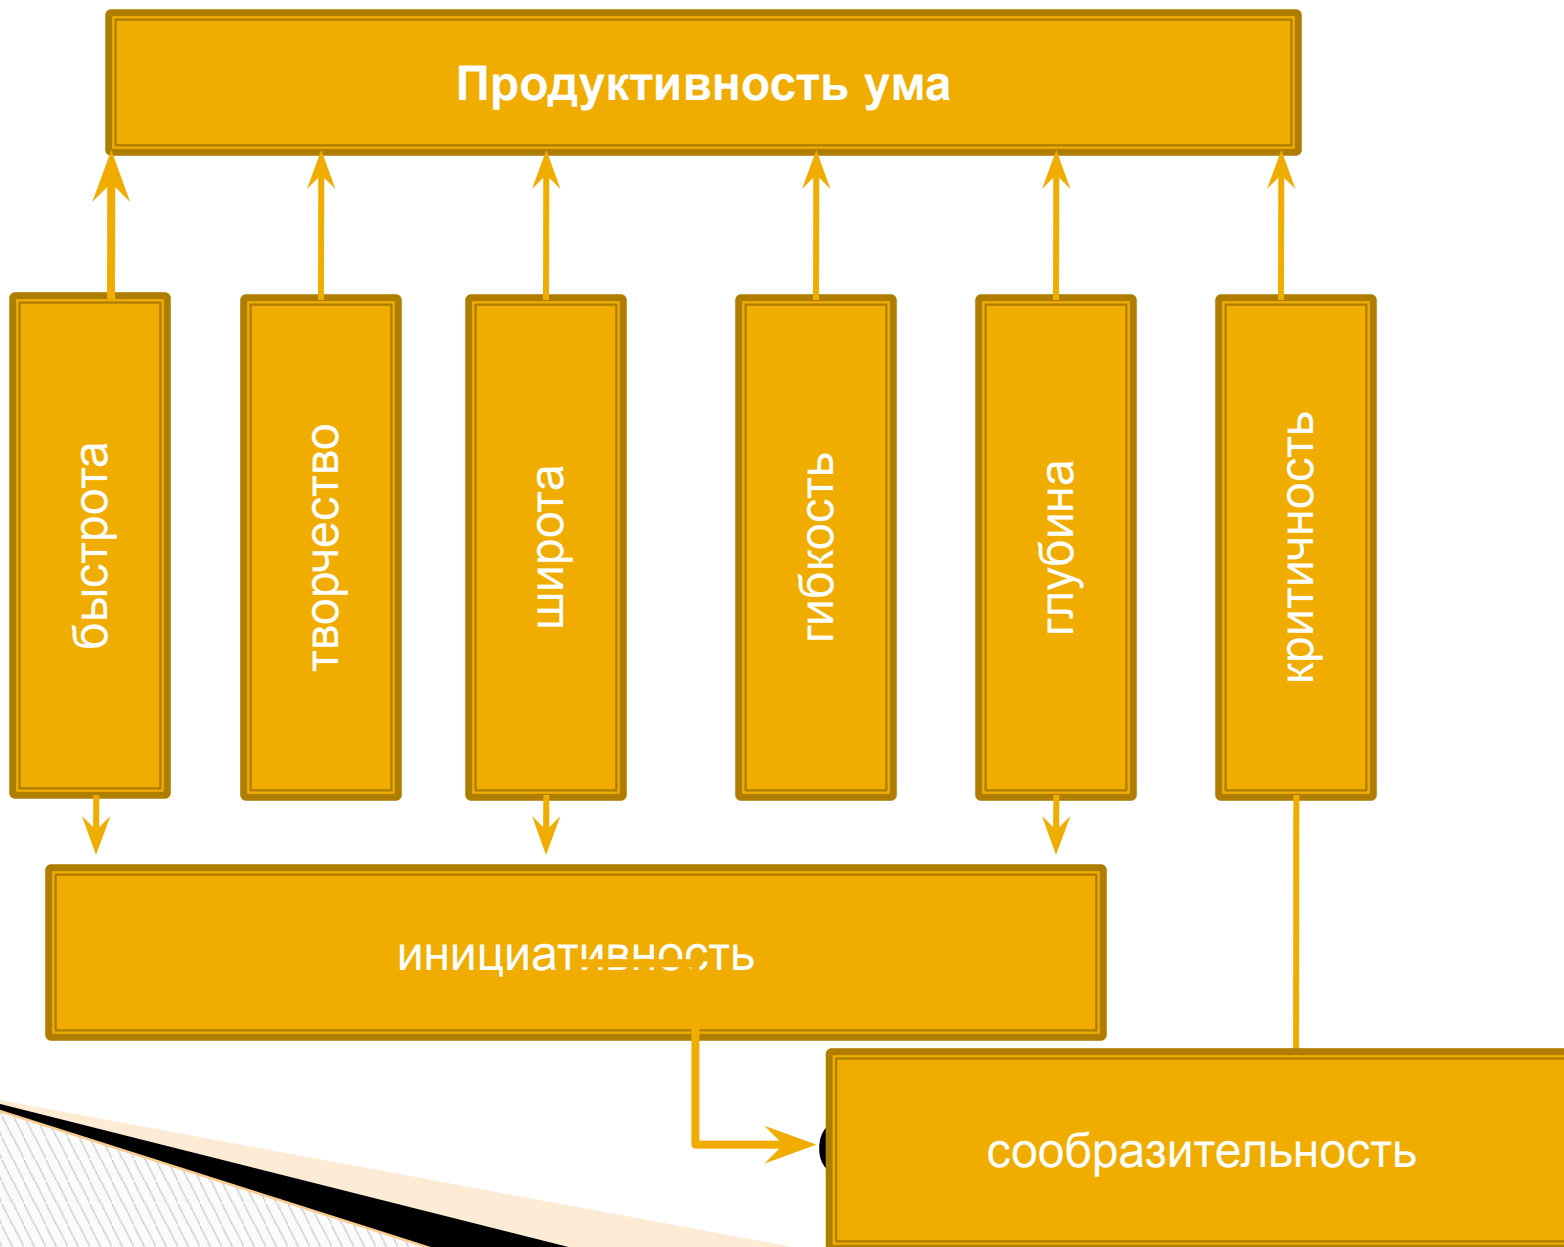 Продуктивность ума
быстрота
творчество
широта
гибкость
глубина
критичность
инициативность
сообразительность